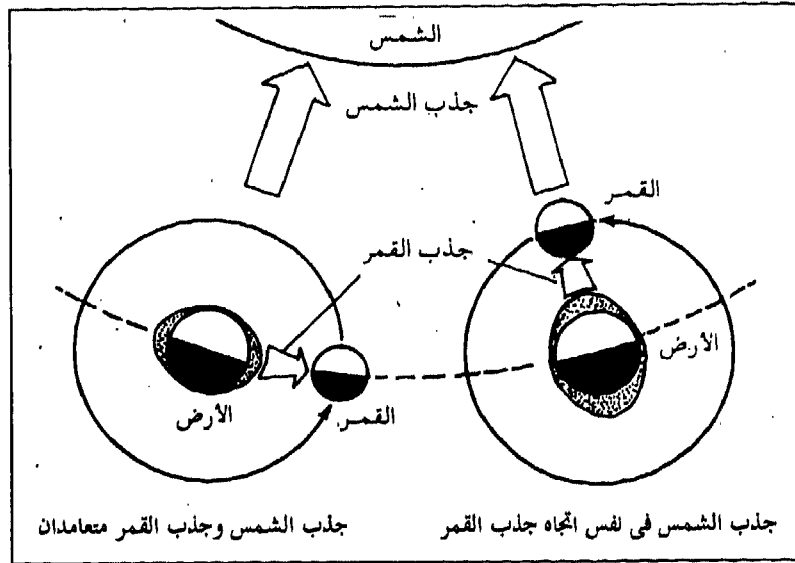 الشمس
جذب الشمس
القمر
جذب القمر
الأرض
الأرض
القمر
جذب الشمس فى نفس اتجاه جذب القمر
جذب الشمس وجذب القمر متعامدان